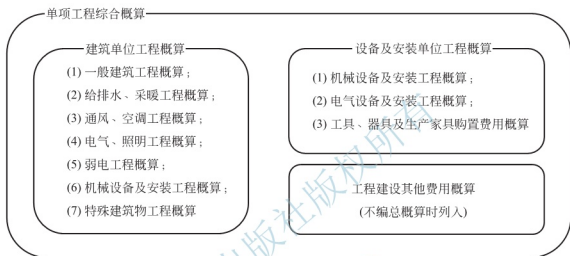 单项工程综合概算
建筑单位工程概算
(1) 一般建筑工程概算；
(2) 给排水、采暖工程概算；
(3) 通风、空调工程概算；
(4) 电气、照明工程概算；
(5) 弱电工程概算；
(6) 机械设备及安装工程概算；
(7) 特殊建筑物工程概算
设备及安装单位工程概算
(1) 机械设备及安装工程概算；
(2) 电气设备及安装工程概算；
(3) 工具、器具及生产家具购置费用概算
工程建设其他费用概算
(不编总概算时列入)
出版社版权所有